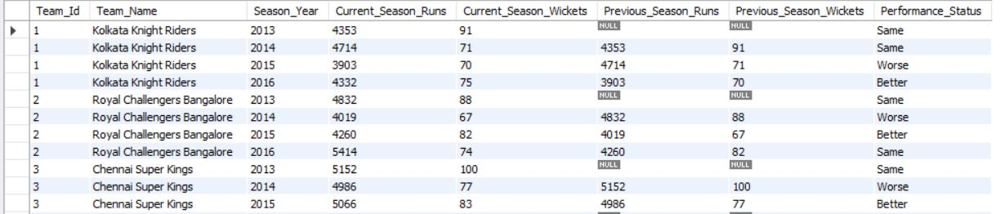 Team_Id Team_Name Season_Year Current_Season_Runs Current_Season_Wickets Previous_Season_Runs Previous_Season_Wickets Performance_Status
1 Kolkata Knight Riders 2013 4353 91 NULL NULL Same
1 Kolkata Knight Riders 2014 4714 71 4353 91 Same
1 Kolkata Knight Riders 2015 3903 70 4714 71 Worse
1 Kolkata Knight Riders 2016 4332 75 3903 70 Better
2 Royal Challengers Bangalore 2013 4832 88 NULL NULL Same
2 Royal Challengers Bangalore 2014 4019 67 4832 88 Worse
2 Royal Challengers Bangalore 2015 4260 82 4019 67 Better
2 Royal Challengers Bangalore 2016 5414 74 4260 82 Same
3 Chennai Super Kings 2013 5152 100 NULL NULL Same
3 Chennai Super Kings 2014 4986 77 5152 100 Worse
3 Chennai Super Kings 2015 5066 83 4986 77 Better